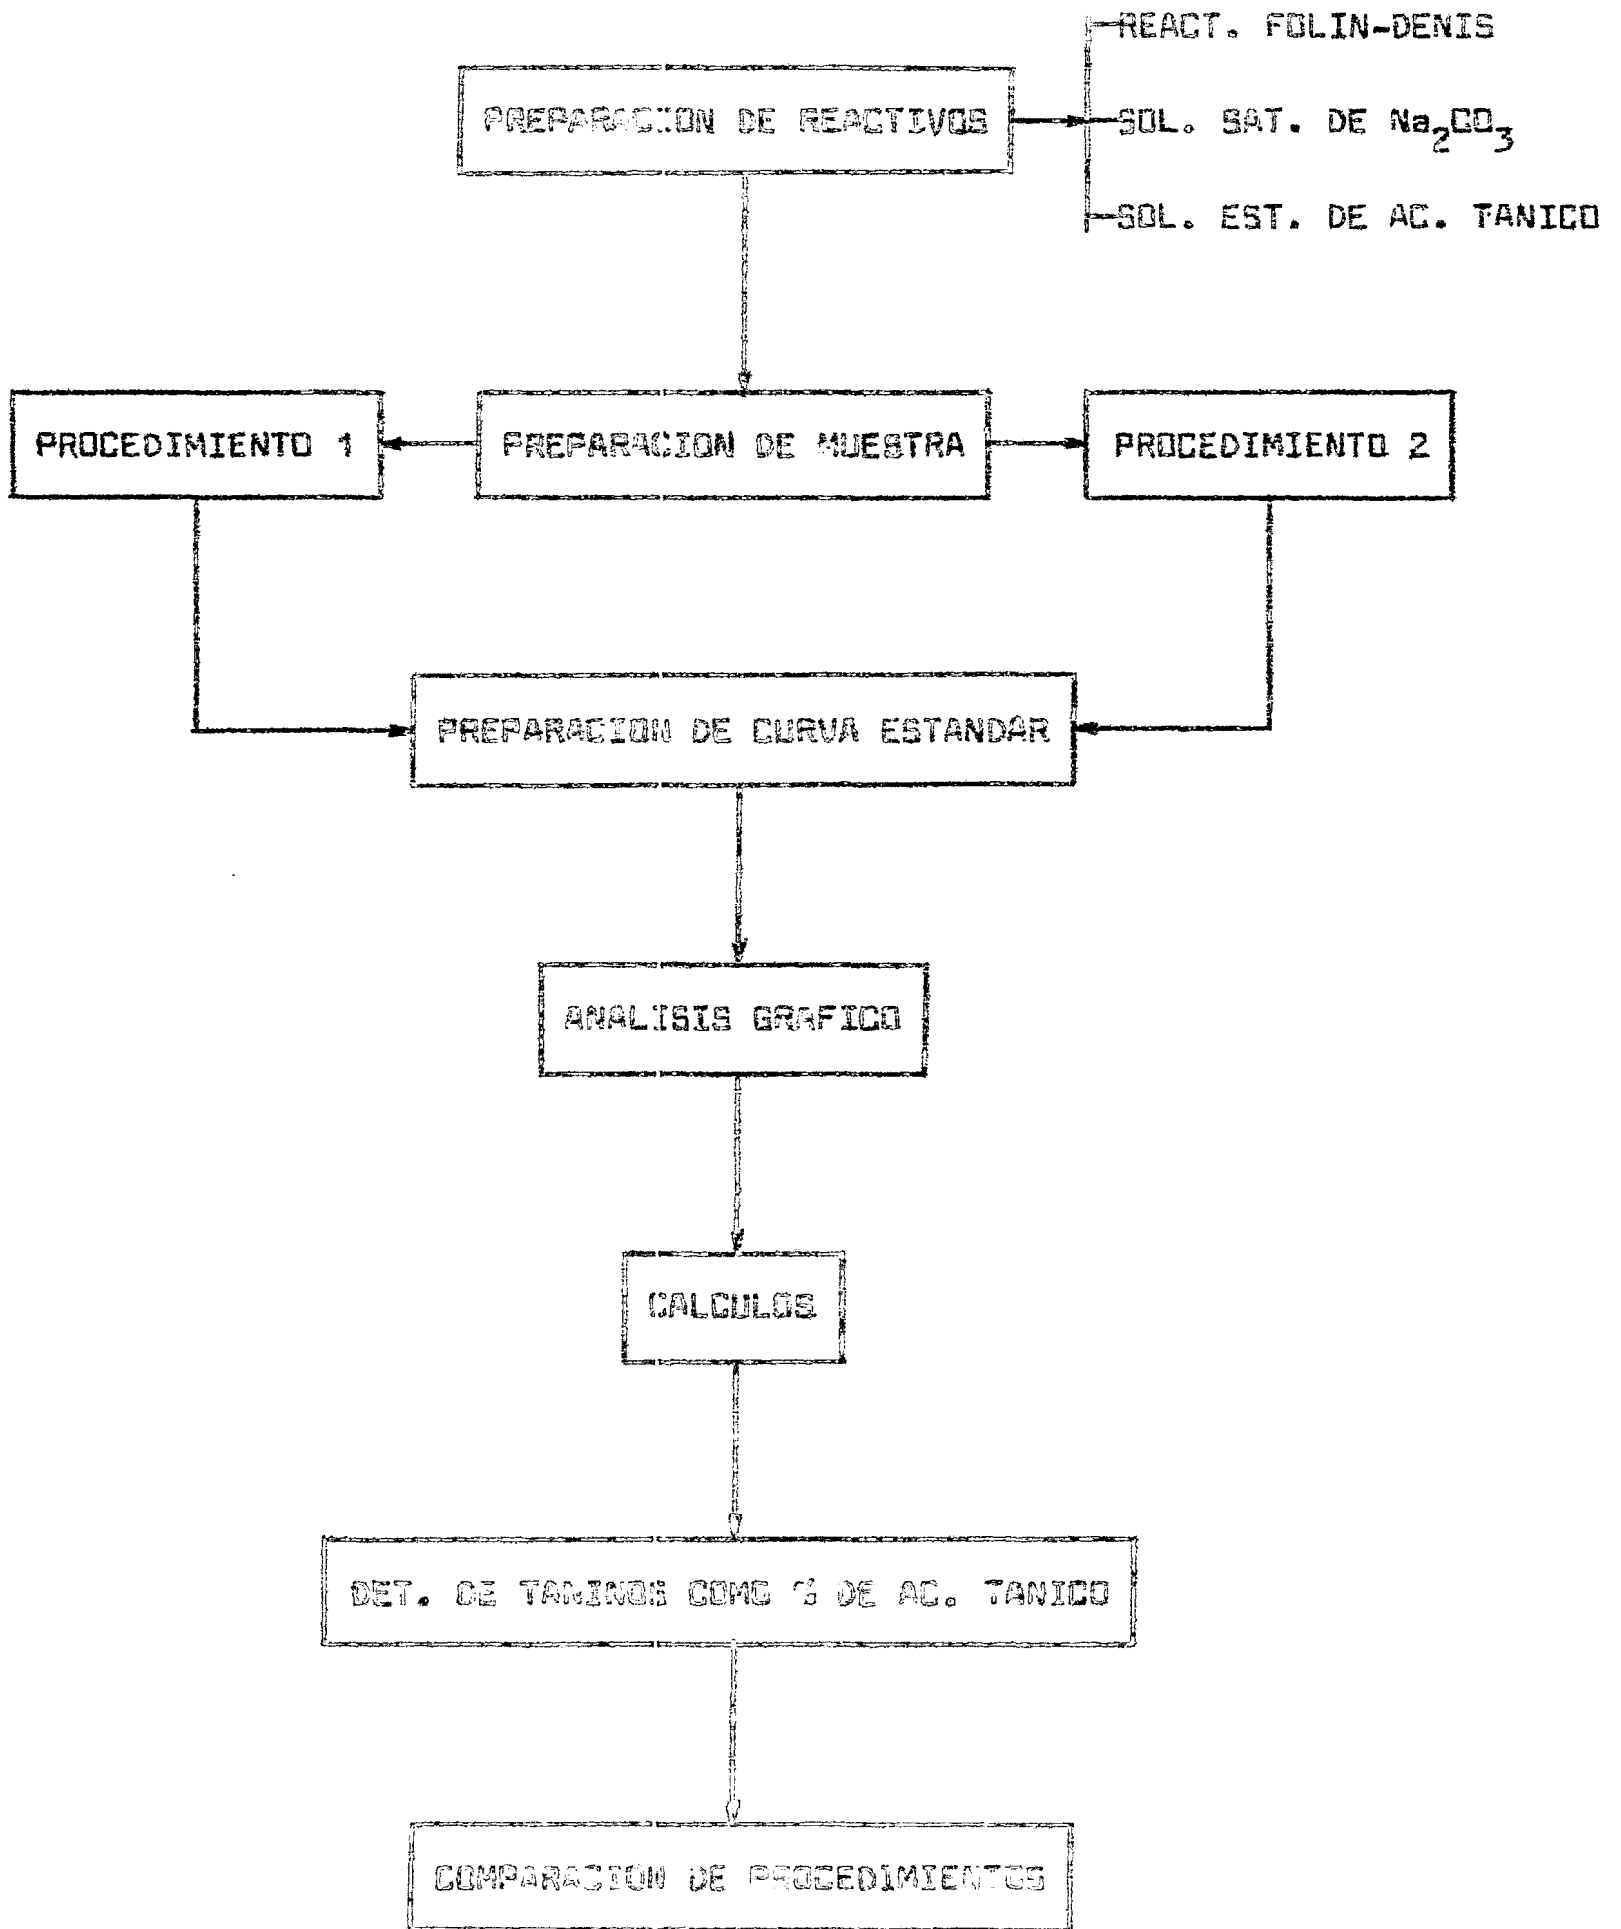 REACT. FOLIN-DENIS
PREPARACION DE REACTIVOS
SOL. SAT. DE Na₂CO₃
SOL. EST. DE AC. TANICO
PROCEDIMIENTO 1
PREPARACION DE MUESTRA
PROCEDIMIENTO 2
PREPARACION DE CURVA ESTANDAR
ANALISIS GRAFICO
CALCULOS
DET. DE TANINOS COMO % DE AC. TANICO
COMPARACION DE PROCEDIMIENTOS